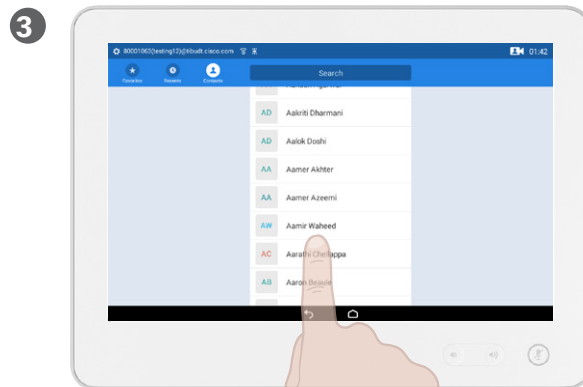 3
80001063(testing12)@tibudt.cisco.com
01:42
Favorites
Recents
Contacts
Search
AD
Aakriti Dharmani
AD
Aalok Doshi
AA
Aamer Akhter
AA
Aamer Azeemi
AW
Aamir Waheed
AC
Aarathi Chellappa
AB
Aaron Beaule